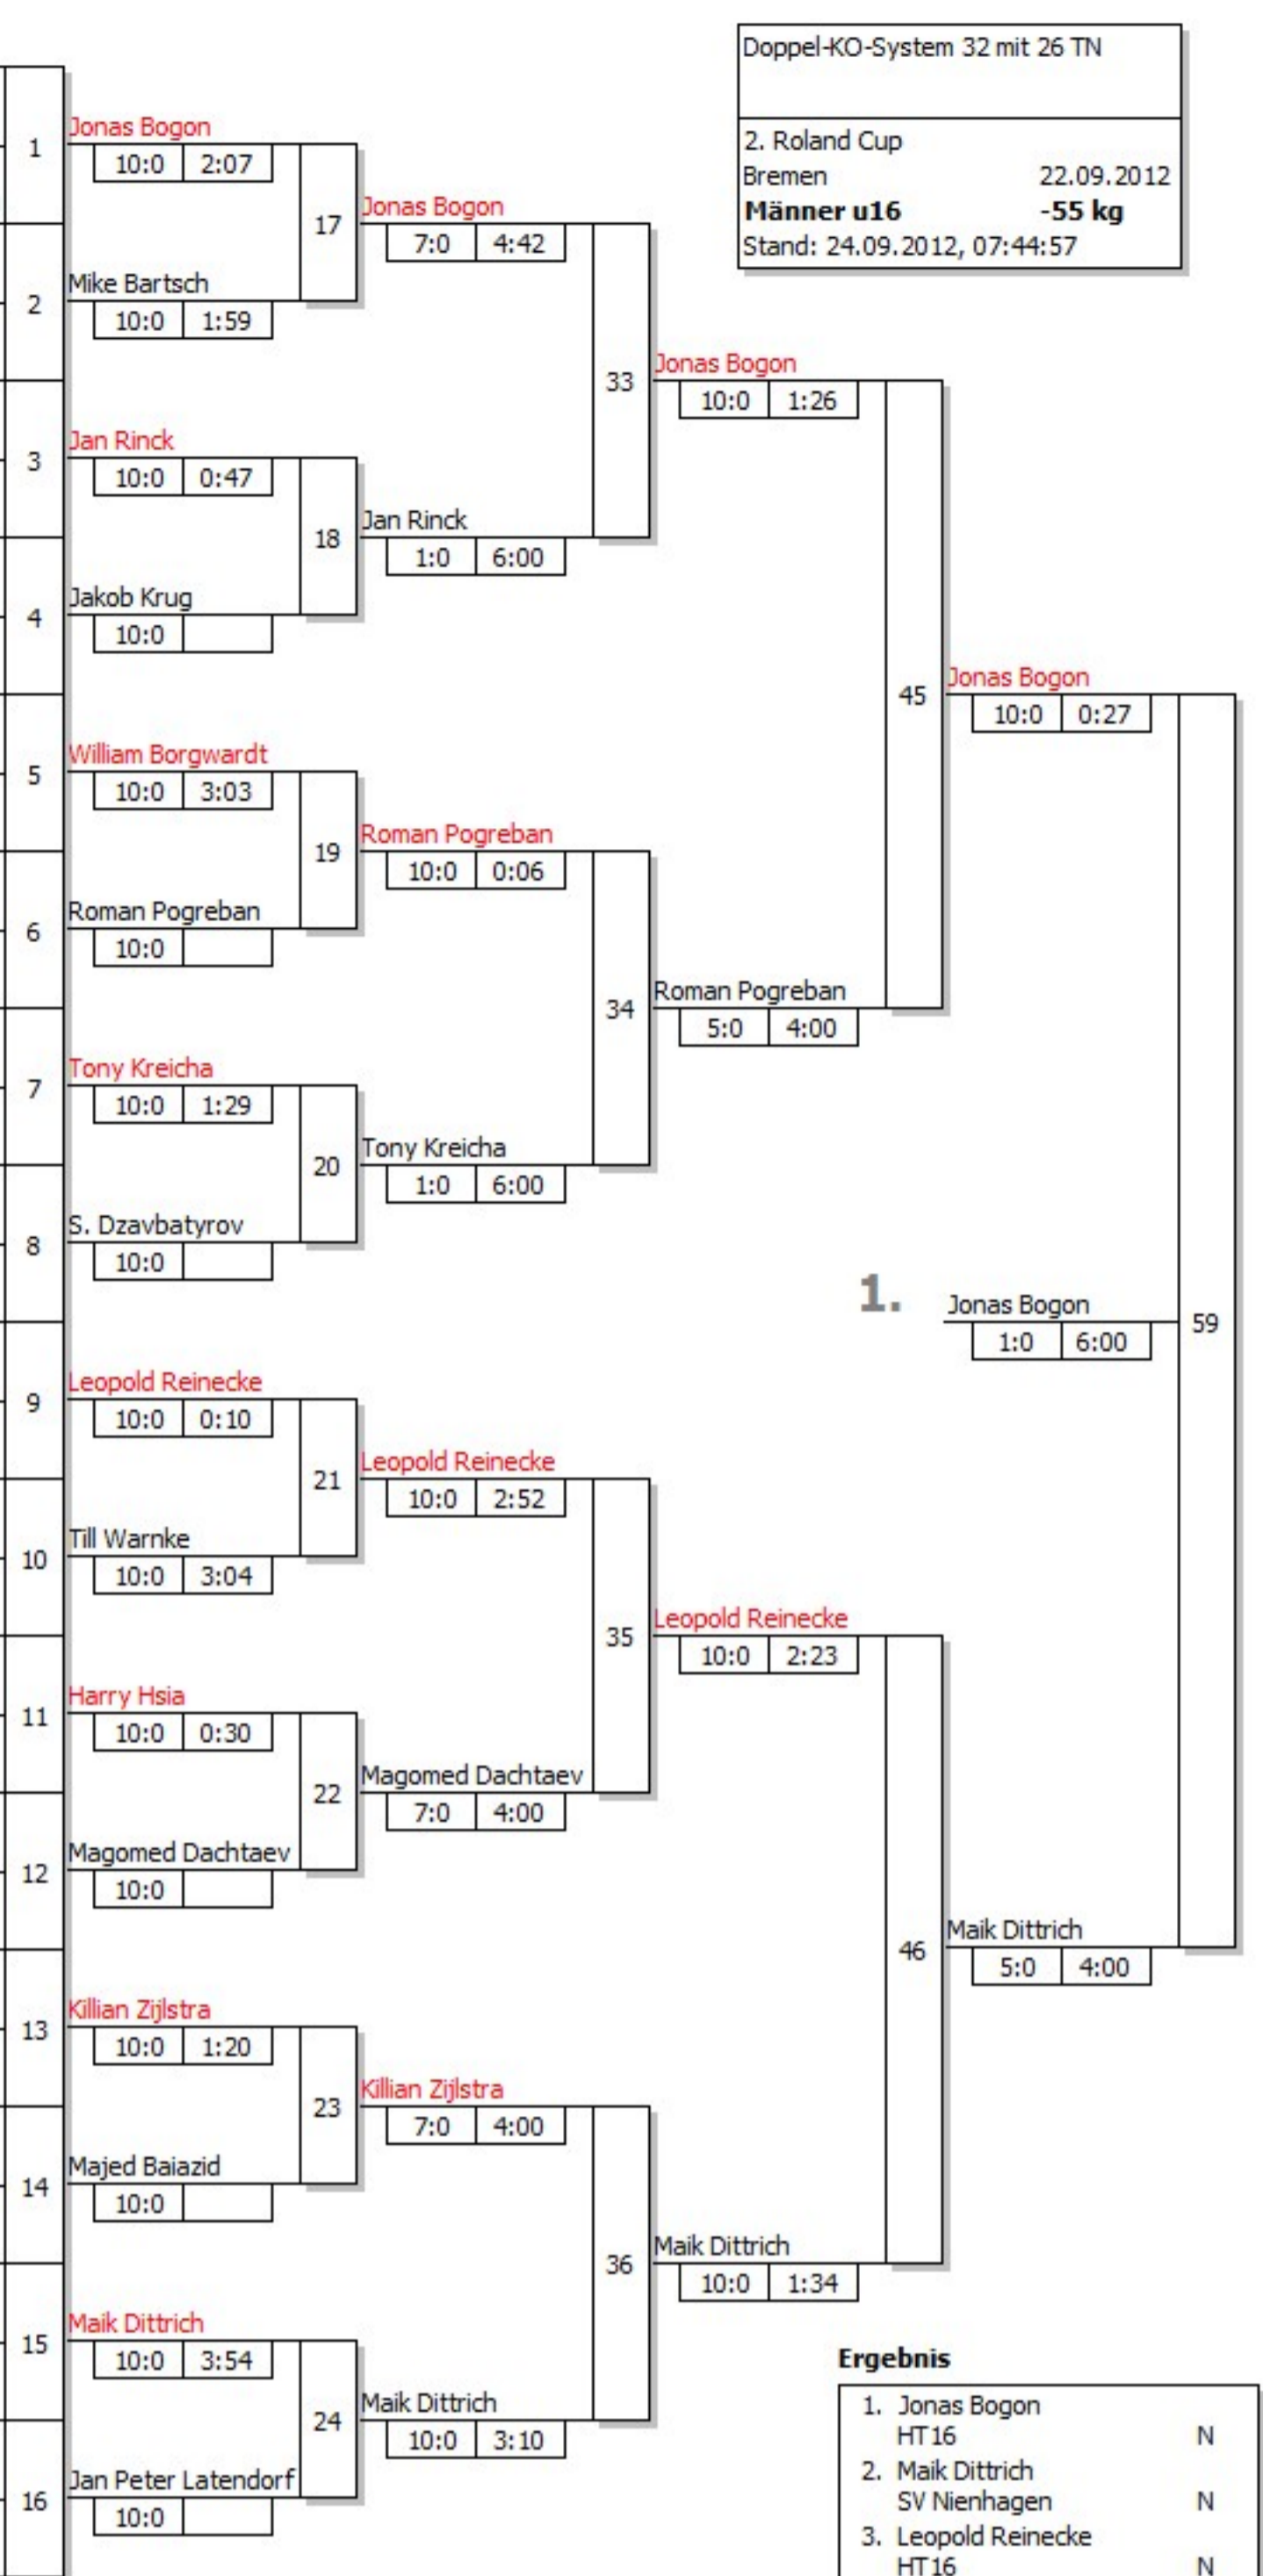 Doppel-KO-System 32 mit 26 TN
2. Roland Cup
Bremen 22.09.2012
Männer u16 -55 kg
Stand: 24.09.2012, 07:44:57
1 Jonas Bogon
10:0 2:07
17 Jonas Bogon
7:0 4:42
2 Mike Bartsch
10:0 1:59
33 Jonas Bogon
10:0 1:26
3 Jan Rinck
10:0 0:47
18 Jan Rinck
1:0 6:00
4 Jakob Krug
10:0
45 Jonas Bogon
10:0 0:27
5 William Borgwardt
10:0 3:03
19 Roman Pogreban
10:0 0:06
6 Roman Pogreban
10:0
34 Roman Pogreban
5:0 4:00
7 Tony Kreicha
10:0 1:29
20 Tony Kreicha
1:0 6:00
8 S. Dzavbatyrov
10:0
1. Jonas Bogon 59
1:0 6:00
9 Leopold Reinecke
10:0 0:10
21 Leopold Reinecke
10:0 2:52
10 Till Warnke
10:0 3:04
35 Leopold Reinecke
10:0 2:23
11 Harry Hsia
10:0 0:30
22 Magomed Dachtaev
7:0 4:00
12 Magomed Dachtaev
10:0
46 Maik Dittrich
5:0 4:00
13 Killian Zijlstra
10:0 1:20
23 Killian Zijlstra
7:0 4:00
14 Majed Baiazid
10:0
36 Maik Dittrich
10:0 1:34
15 Maik Dittrich
10:0 3:54
24 Maik Dittrich
10:0 3:10
16 Jan Peter Latendorf
10:0
Ergebnis
1. Jonas Bogon
HT16 N
2. Maik Dittrich
SV Nienhagen N
3. Leopold Reinecke
HT16 N